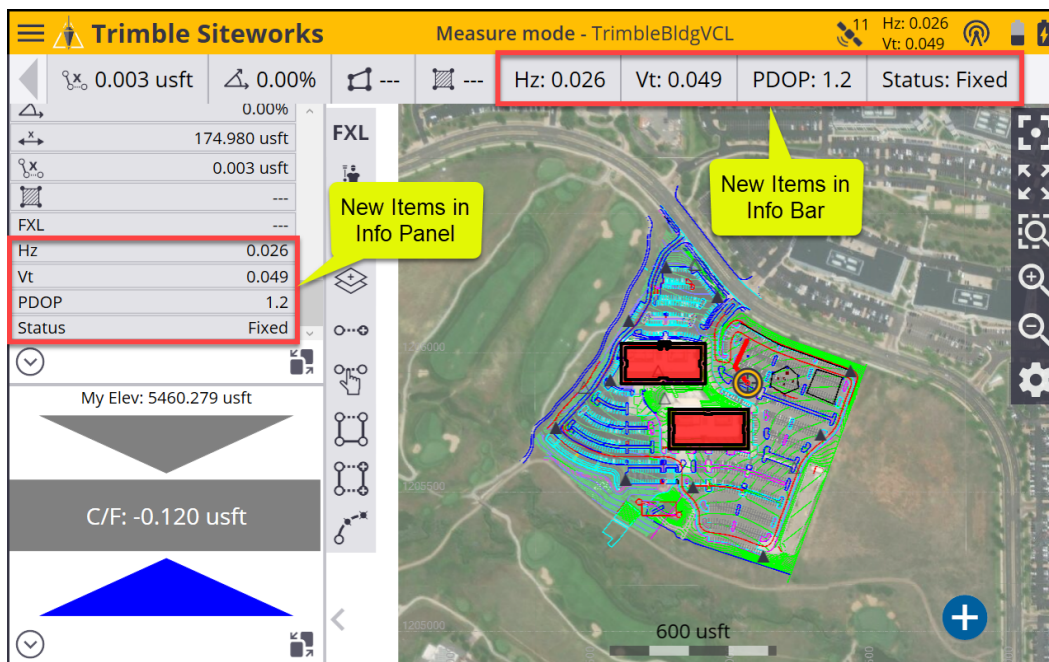 Trimble Siteworks
Measure mode - TrimbleBldgVCL
11
Hz: 0.026
Vt: 0.049
0.003 usft
0.00%
---
---
Hz: 0.026
Vt: 0.049
PDOP: 1.2
Status: Fixed
0.00%
174.980 usft
0.003 usft
---
FXL ---
Hz 0.026
Vt 0.049
PDOP 1.2
Status Fixed
FXL
New Items in
Info Panel
New Items in
Info Bar
My Elev: 5460.279 usft
C/F: -0.120 usft
1205500
1205000
600 usft